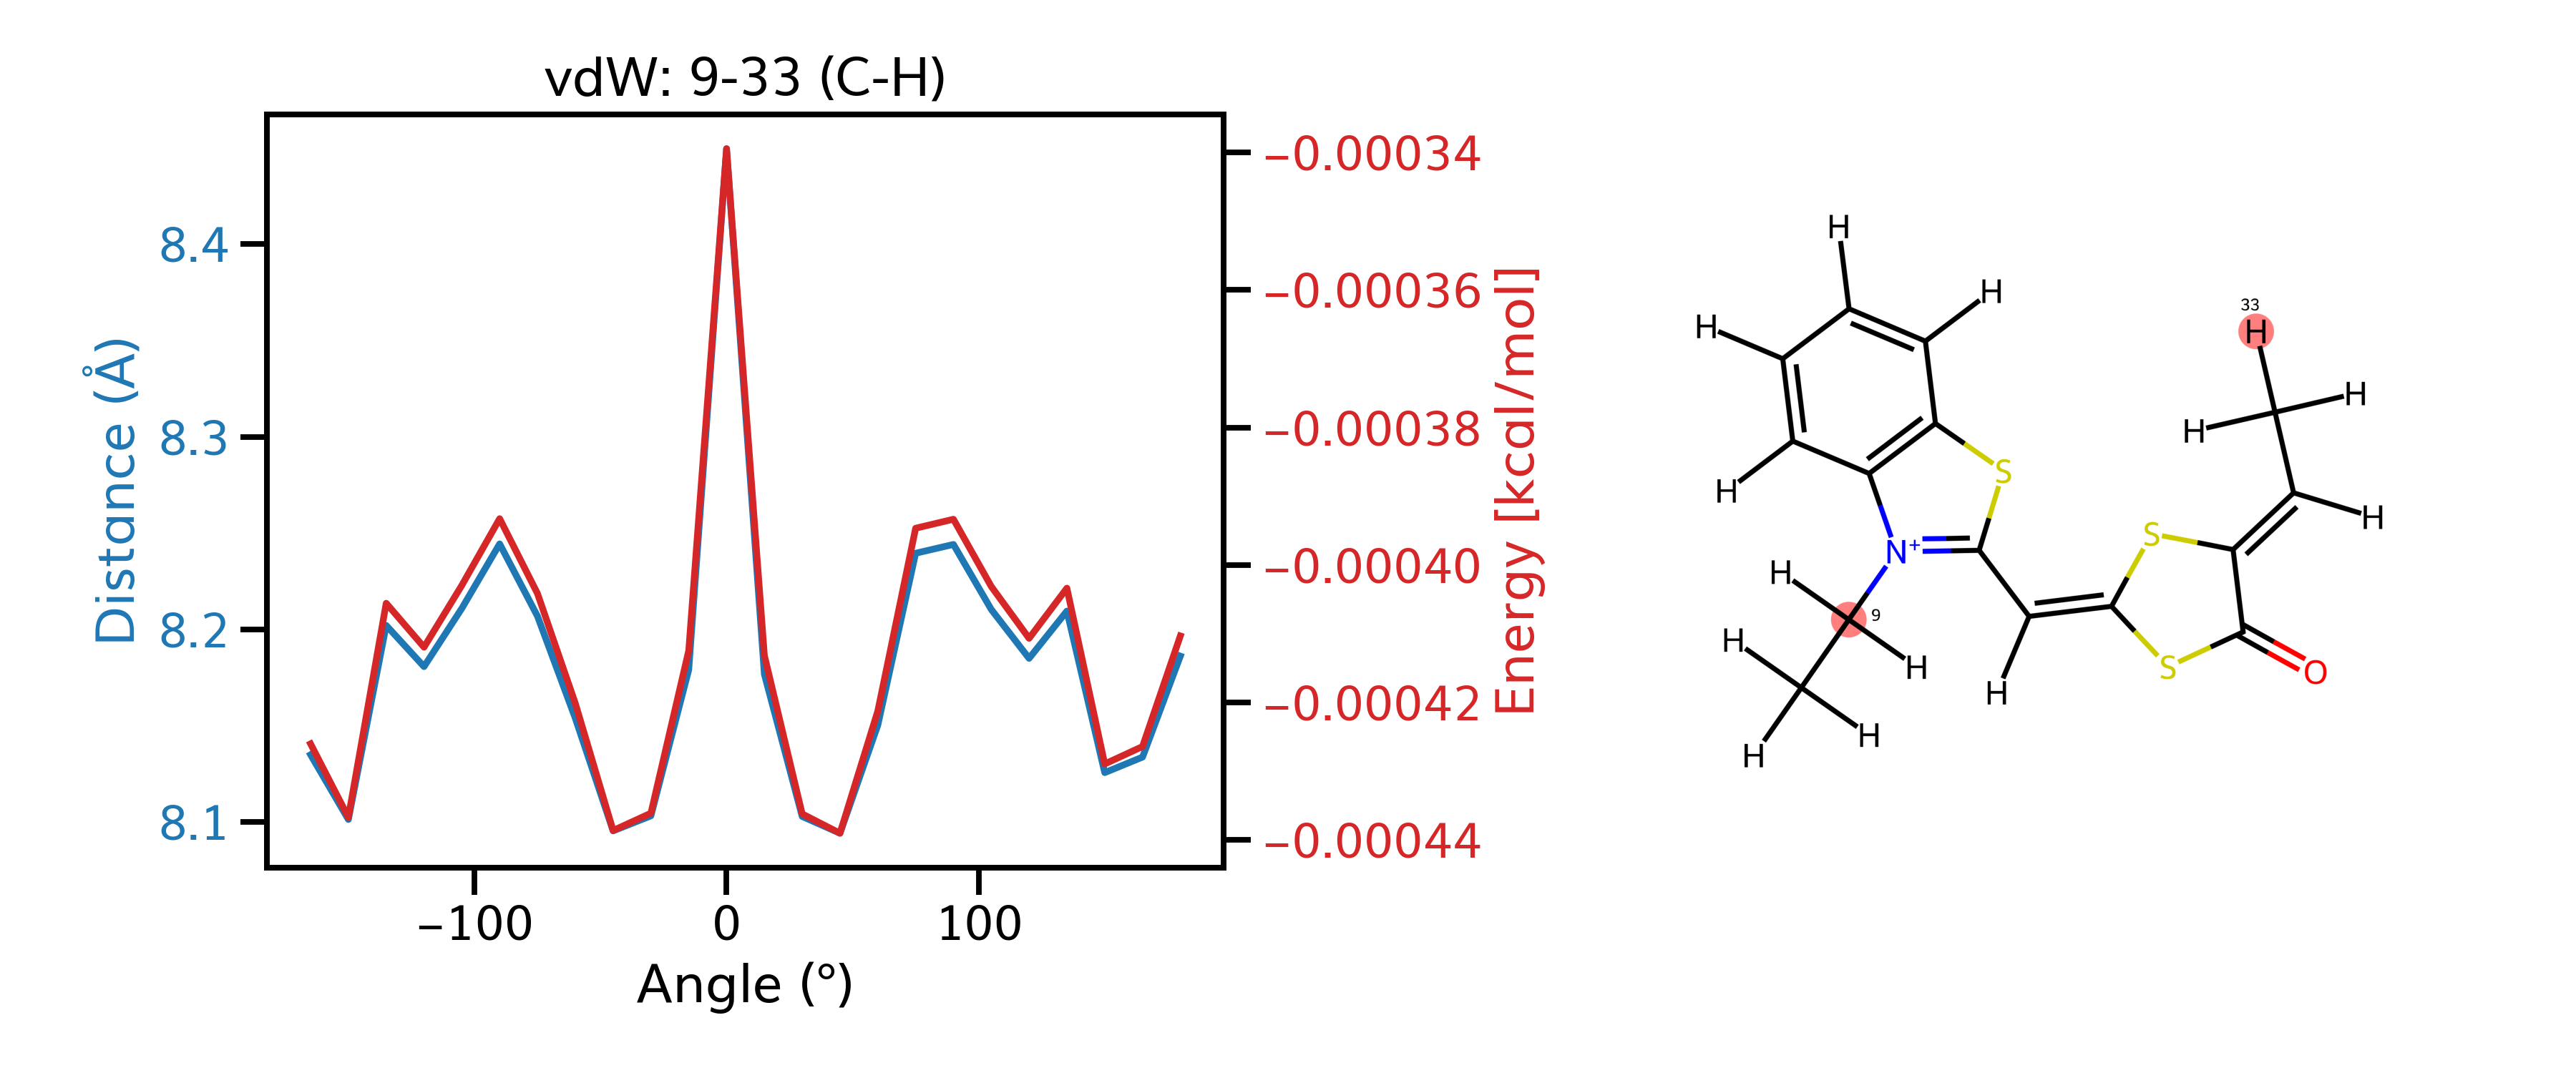 vdW: 9-33 (C-H)
Distance (Å)
8.4
8.3
8.2
8.1
−100
0
100
Angle (°)
−0.00034
−0.00036
−0.00038
−0.00040
−0.00042
−0.00044
Energy [kcal/mol]
H
H
H
33
H
H
H
S
H
H
S
N⁺
H
9
H
H
S
O
H
H
H